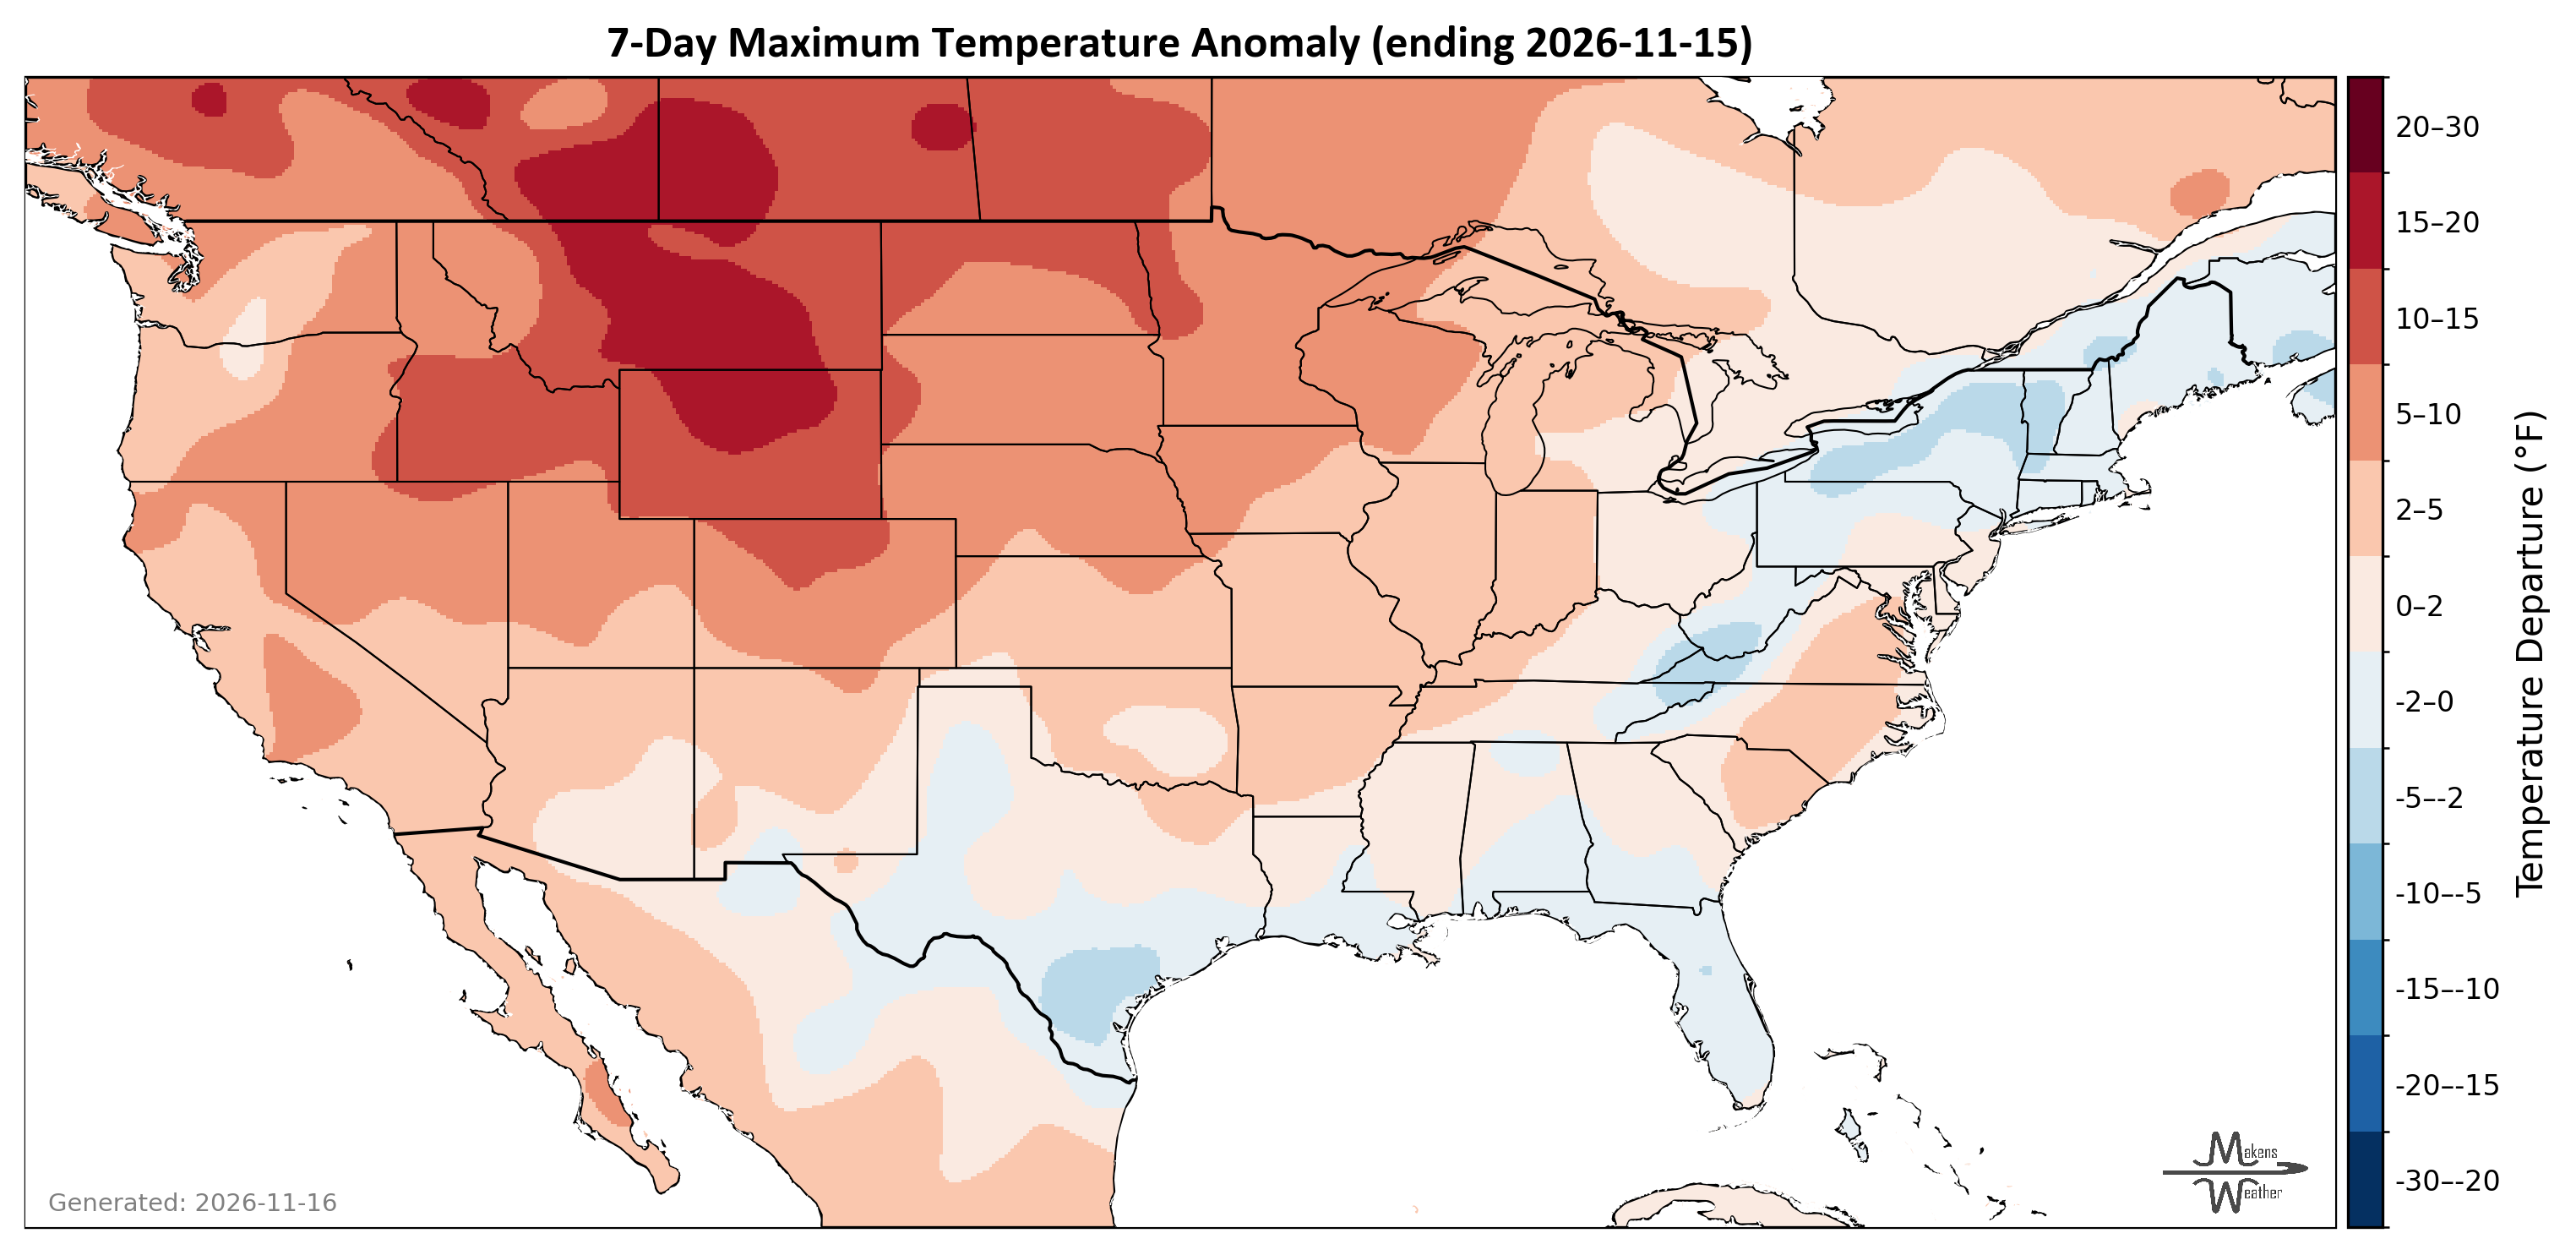 7-Day Maximum Temperature Anomaly (ending 2026-11-15)
20–30
15–20
10–15
5–10
2–5
0–2
-2–0
-5–-2
-10–-5
-15–-10
-20–-15
-30–-20
Temperature Departure (°F)
Generated: 2026-11-16
Makens
Weather